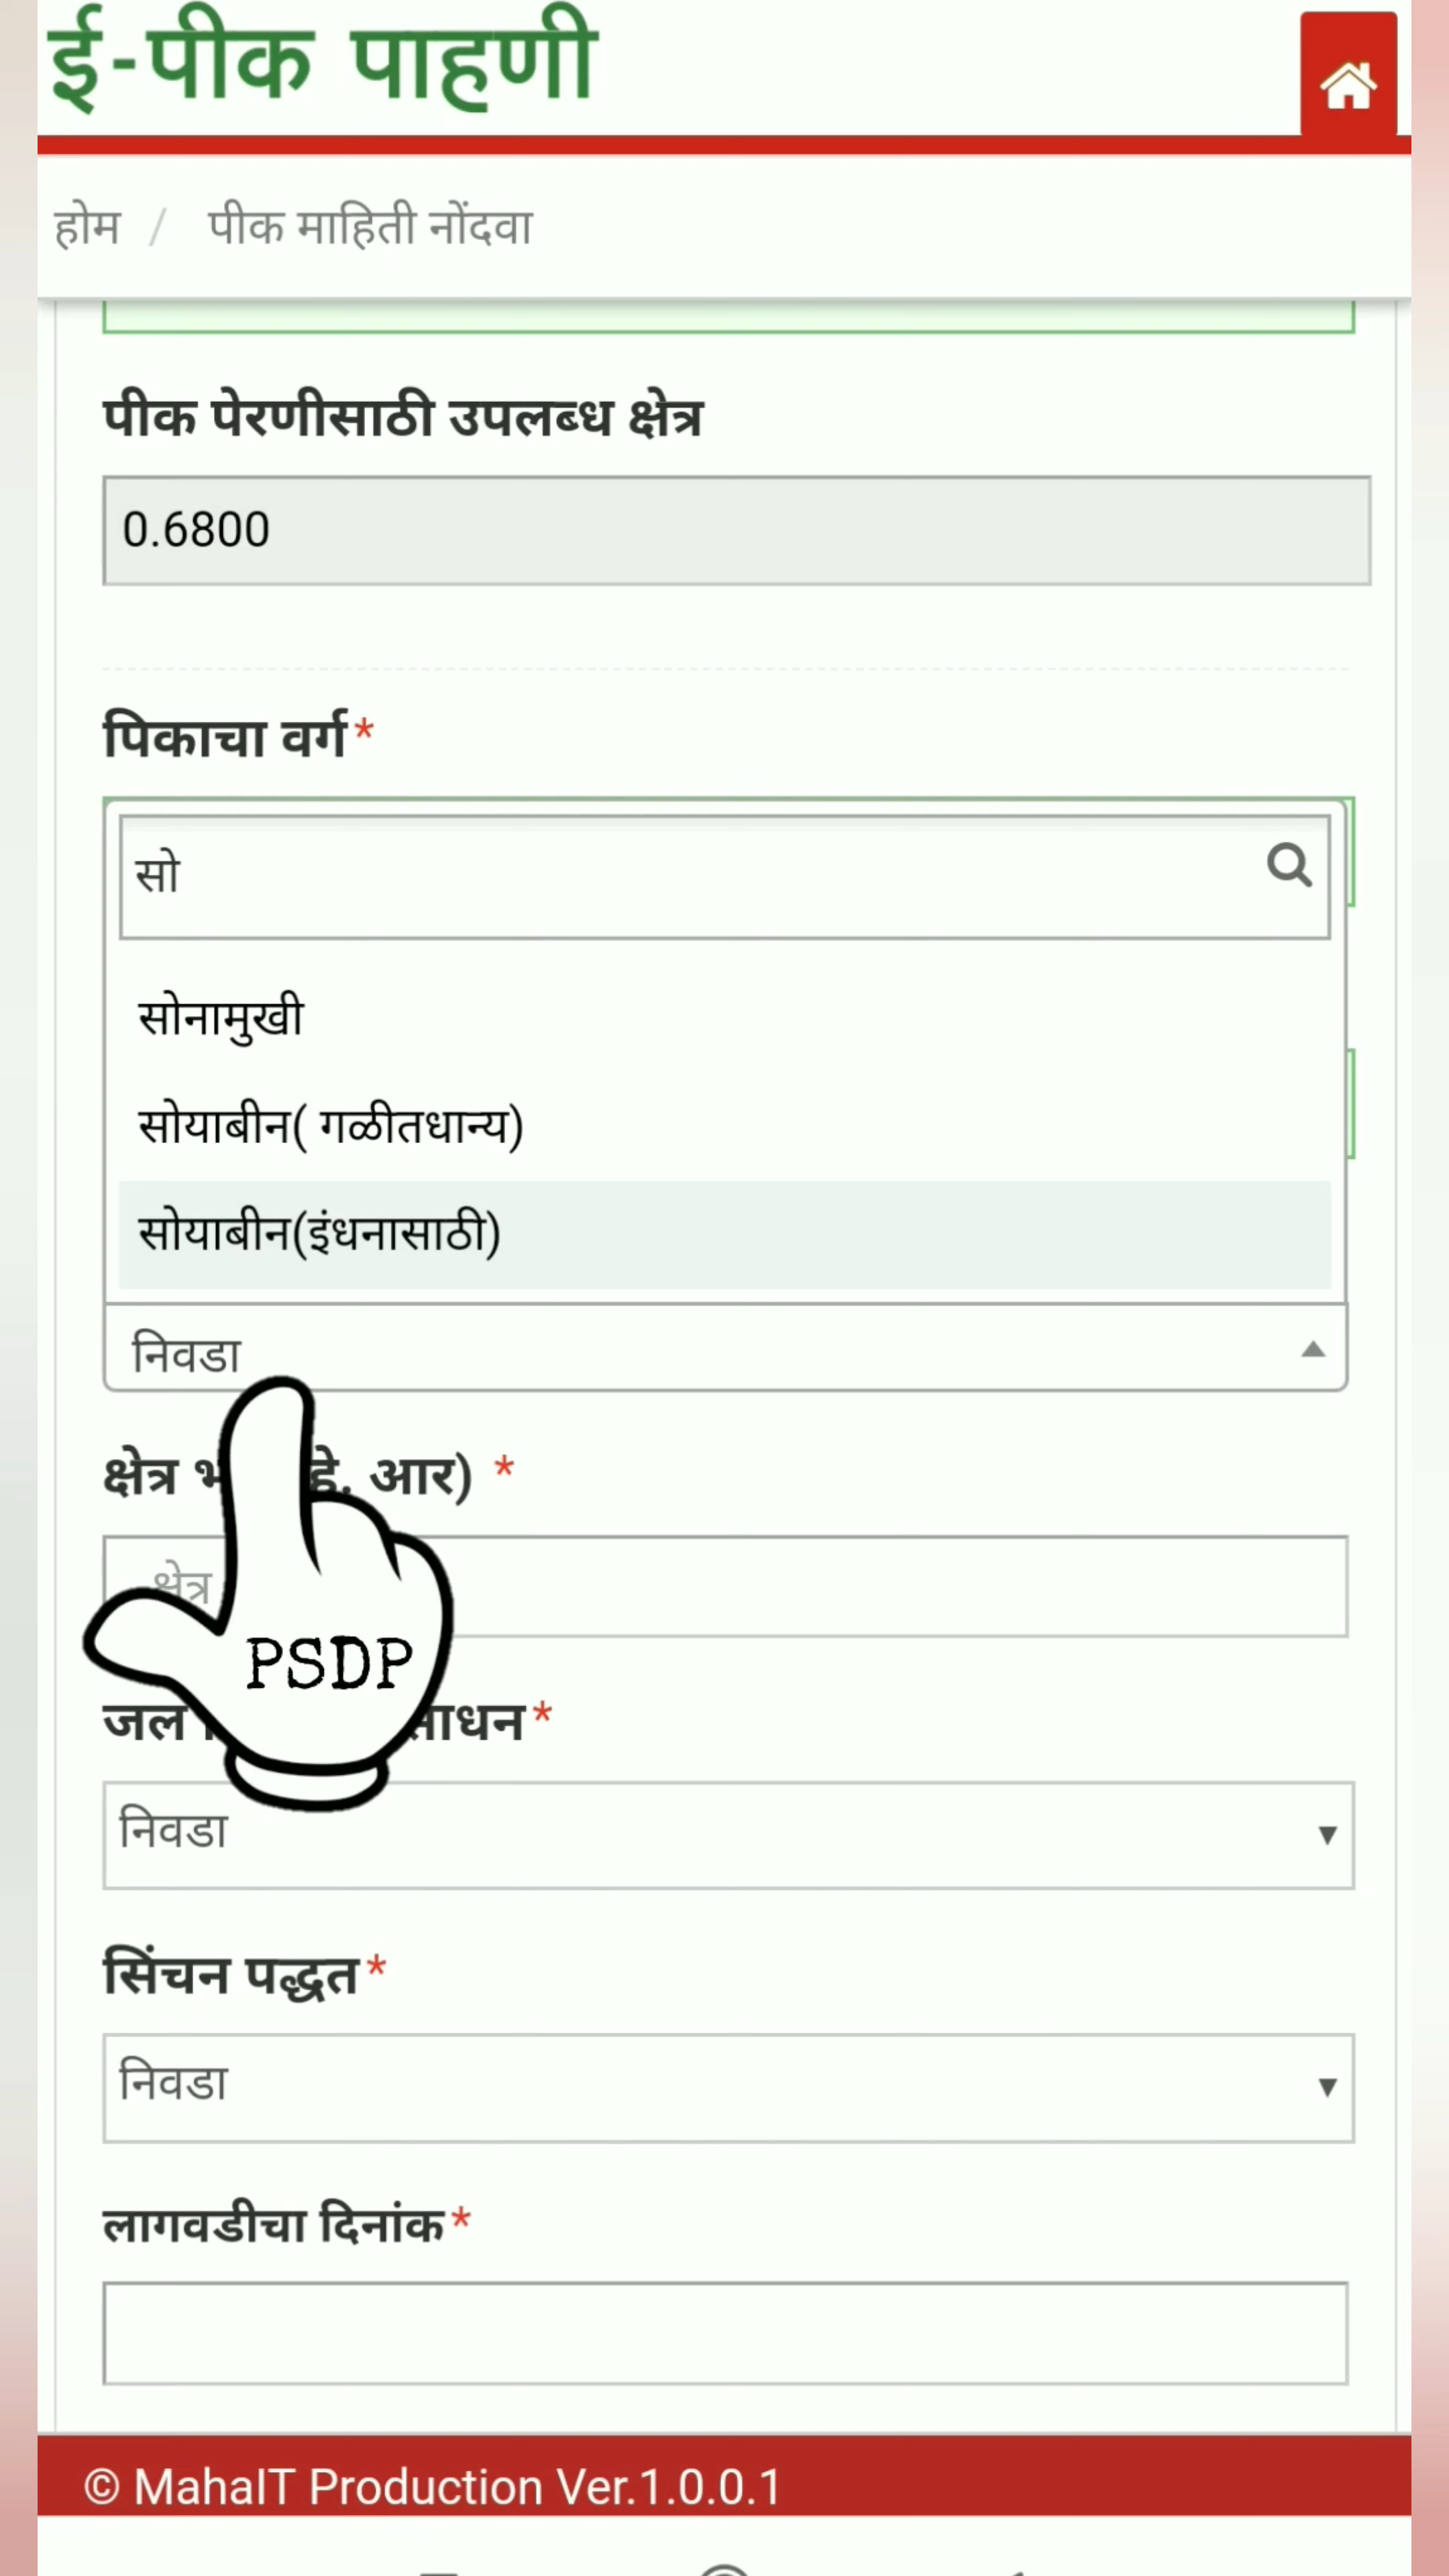 ई-पीक पाहणी
होम / पीक माहिती नोंदवा
पीक पेरणीसाठी उपलब्ध क्षेत्र
0.6800
पिकाचा वर्ग*
सो
सोनामुखी
सोयाबीन( गळीतधान्य)
सोयाबीन(इंधनासाठी)
निवडा
क्षेत्र हे. आर) *
क्षेत्र
PSDP
जल *
निवडा
सिंचन पद्धत*
निवडा
लागवडीचा दिनांक*
© MahaIT Production Ver.1.0.0.1